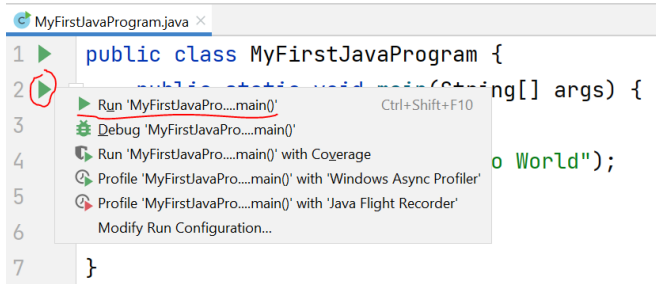 MyFirstJavaProgram.java
1 public class MyFirstJavaProgram {
2 public static void main(String[] args) {
Run 'MyFirstJavaPro....main()' Ctrl+Shift+F10
3 Debug 'MyFirstJavaPro....main()'
4 Run 'MyFirstJavaPro....main()' with Coverage o World");
Profile 'MyFirstJavaPro....main()' with 'Windows Async Profiler'
5 Profile 'MyFirstJavaPro....main()' with 'Java Flight Recorder'
6 Modify Run Configuration...
7 }